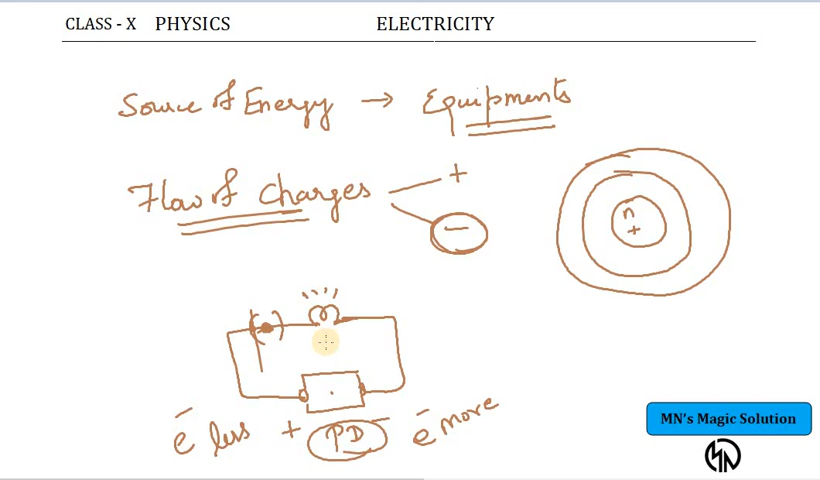 CLASS - X PHYSICS ELECTRICITY
Source of Energy → Equipments
Flow of charges + −
n
+
e̅ less + PD e̅ more
MN's Magic Solution